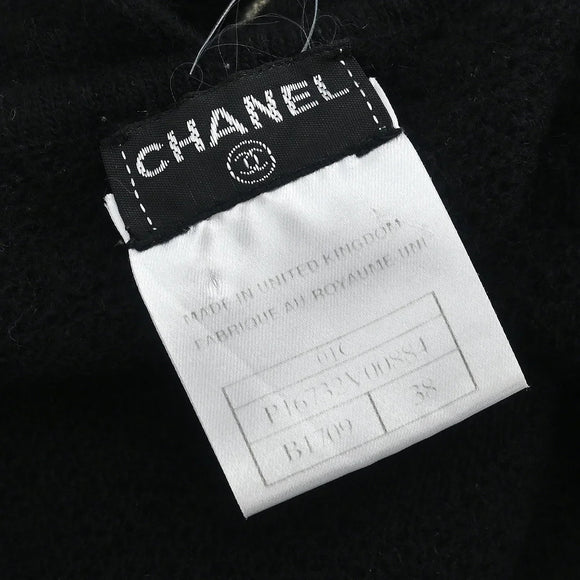 CHANEL
MADE IN UNITED KINGDOM
FABRIQUE AU ROYAUME UNI
01C
P16732V00884
B1709 38